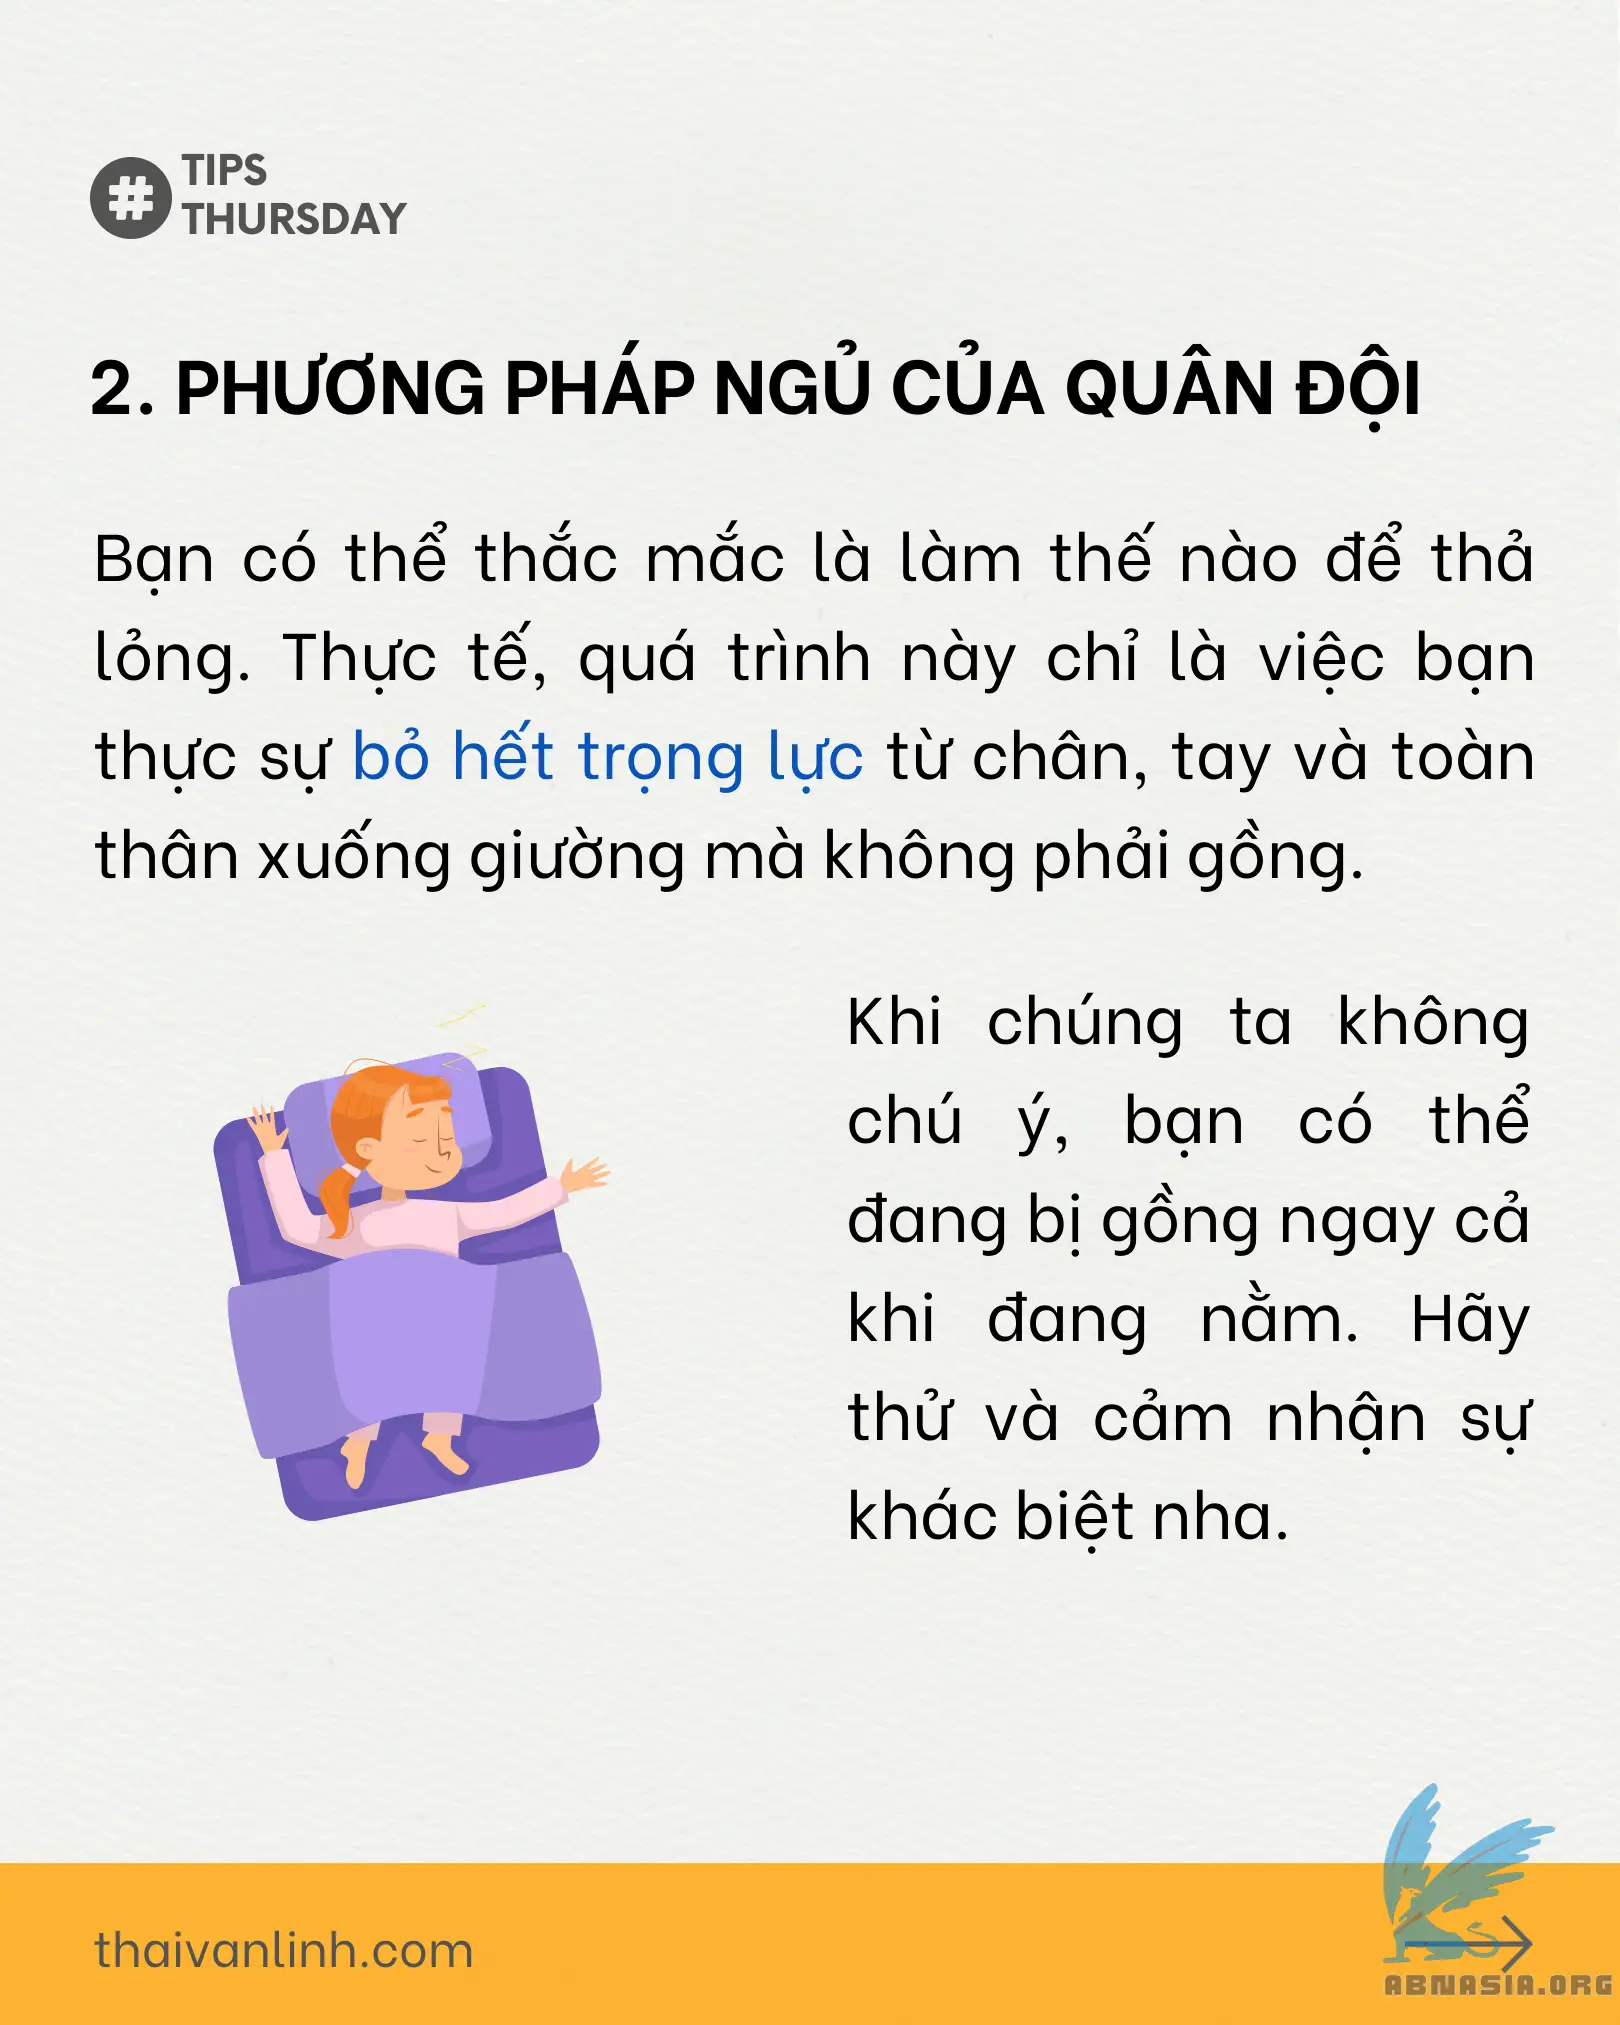 #
TIPS
THURSDAY
2. PHƯƠNG PHÁP NGỦ CỦA QUÂN ĐỘI
Bạn có thể thắc mắc là làm thế nào để thả
lỏng. Thực tế, quá trình này chỉ là việc bạn
thực sự bỏ hết trọng lực từ chân, tay và toàn
thân xuống giường mà không phải gồng.
Khi chúng ta không
chú ý, bạn có thể
đang bị gồng ngay cả
khi đang nằm. Hãy
thử và cảm nhận sự
khác biệt nha.
thaivanlinh.com
ABNASIA.ORG